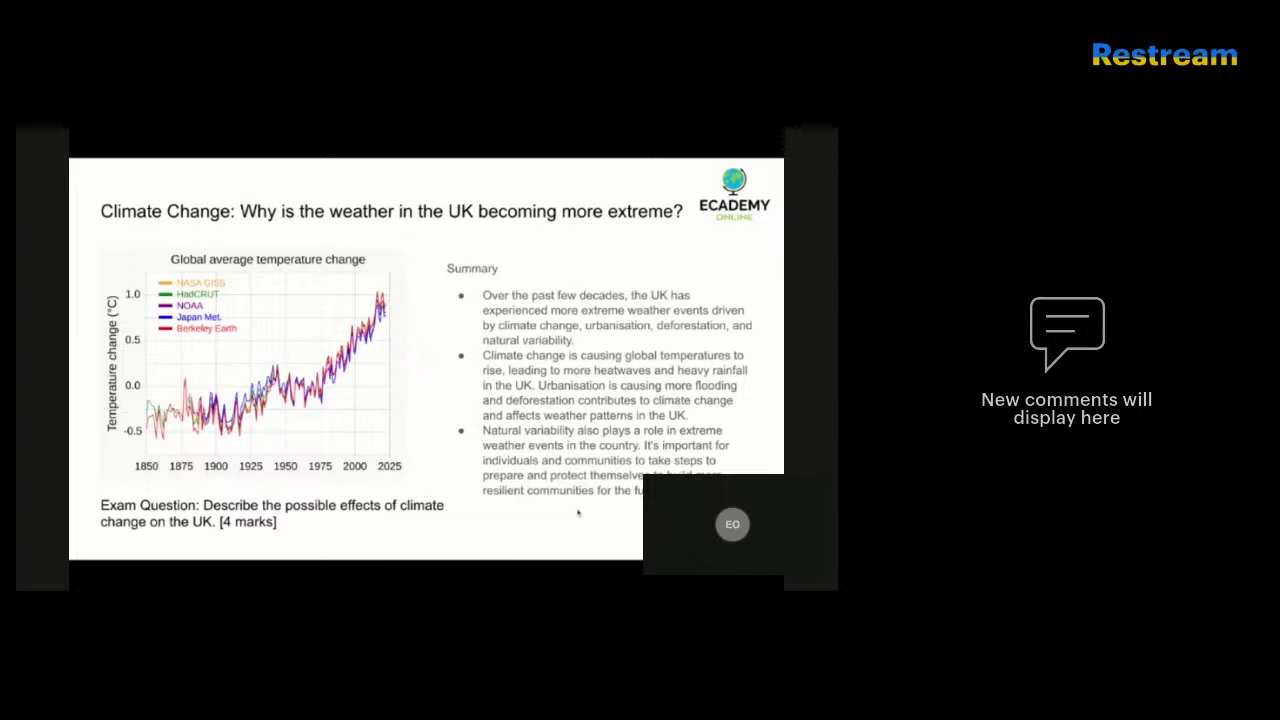 Restream
Climate Change: Why is the weather in the UK becoming more extreme?
ECADEMY
ONLINE
Global average temperature change
NASA GISS
HadCRUT
NOAA
Japan Met.
Berkeley Earth
Temperature change (°C)
1.0
0.5
0.0
-0.5
1850 1875 1900 1925 1950 1975 2000 2025
Exam Question: Describe the possible effects of climate
change on the UK. [4 marks]
Summary
● Over the past few decades, the UK has
experienced more extreme weather events driven
by climate change, urbanisation, deforestation, and
natural variability.
● Climate change is causing global temperatures to
rise, leading to more heatwaves and heavy rainfall
in the UK. Urbanisation is causing more flooding
and deforestation contributes to climate change
and affects weather patterns in the UK.
● Natural variability also plays a role in extreme
weather events in the country. It's important for
individuals and communities to take steps to
prepare and protect themselves
resilient communities for the
EO
New comments will
display here